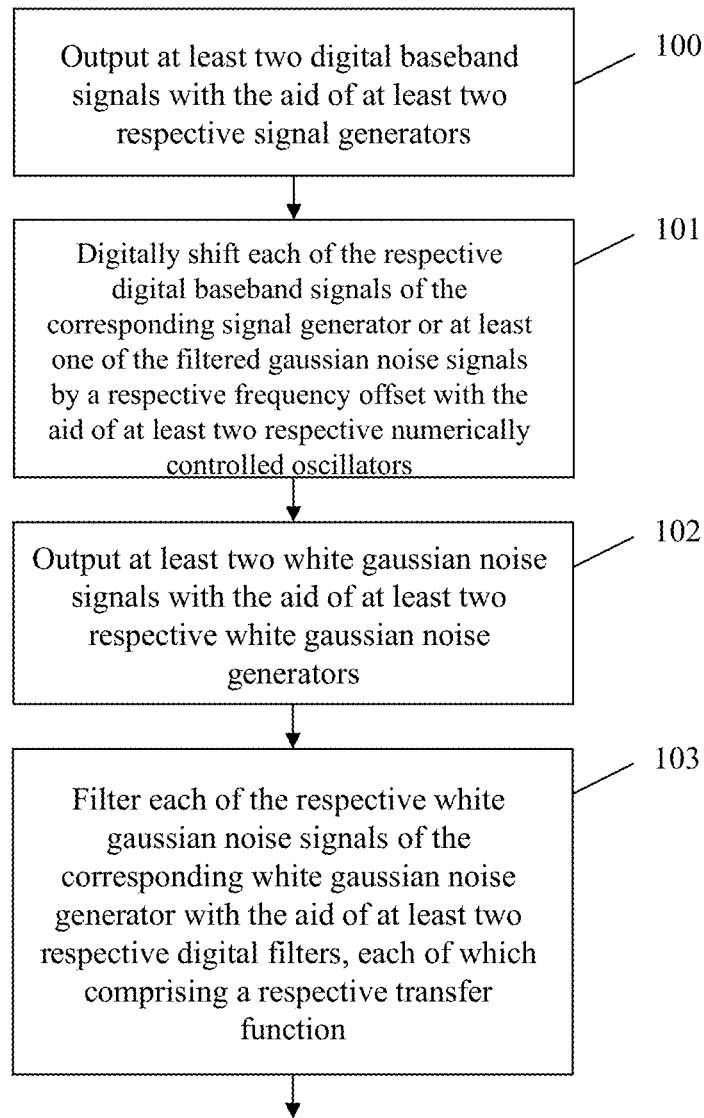 Output at least two digital baseband
signals with the aid of at least two
respective signal generators
100
Digitally shift each of the respective
digital baseband signals of the
corresponding signal generator or at least
one of the filtered gaussian noise signals
by a respective frequency offset with the
aid of at least two respective numerically
controlled oscillators
101
Output at least two white gaussian noise
signals with the aid of at least two
respective white gaussian noise
generators
102
Filter each of the respective white
gaussian noise signals of the
corresponding white gaussian noise
generator with the aid of at least two
respective digital filters, each of which
comprising a respective transfer
function
103